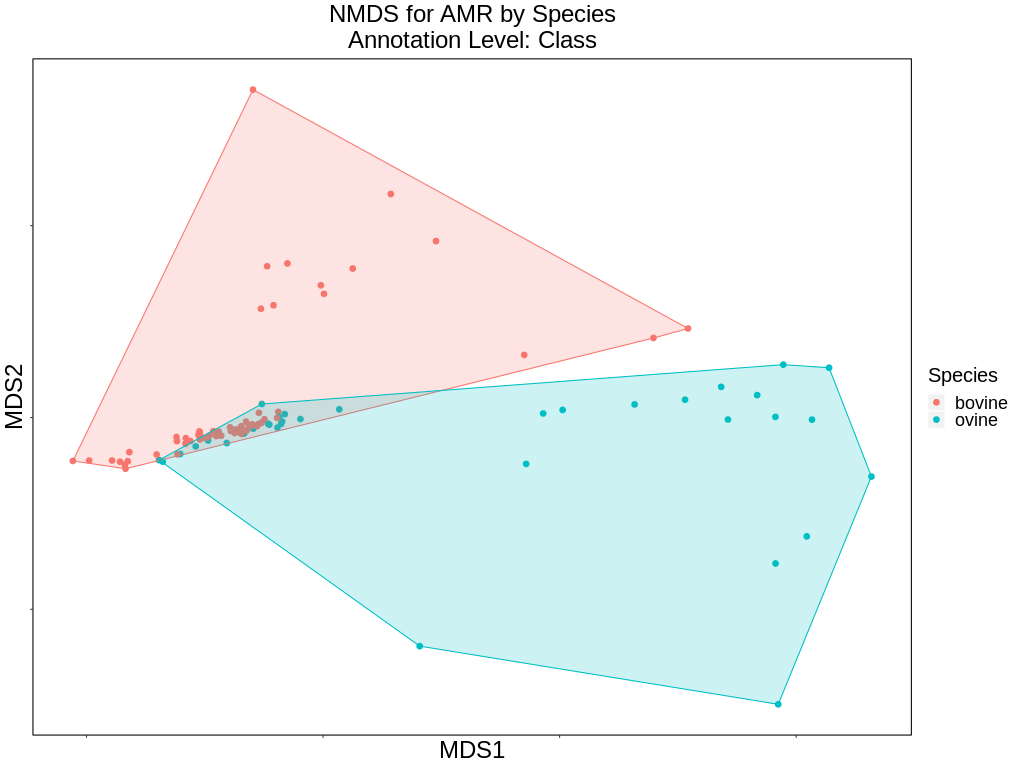 NMDS for AMR by Species
Annotation Level: Class
MDS2
MDS1
Species
bovine
ovine